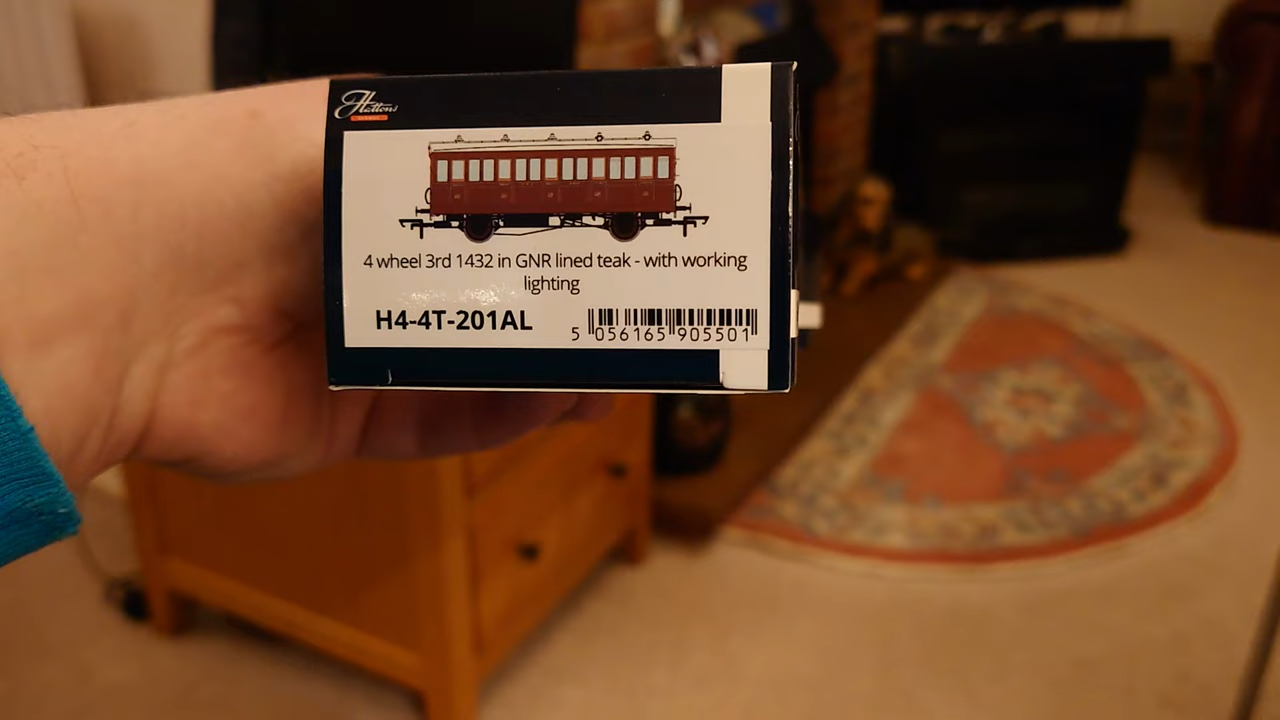 Hattons
4 wheel 3rd 1432 in GNR lined teak - with working
lighting
H4-4T-201AL
5 056165 905501